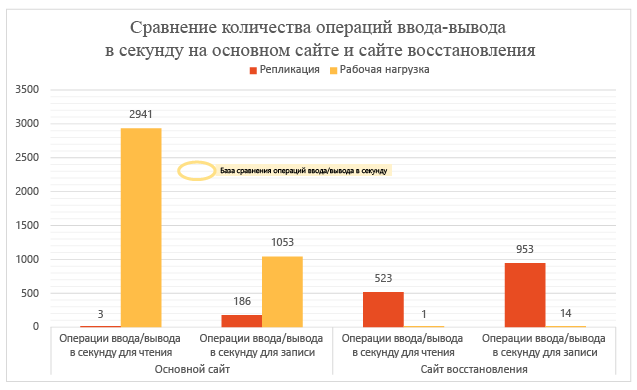 Сравнение количества операций ввода-вывода
в секунду на основном сайте и сайте восстановления
Репликация Рабочая нагрузка
3500
3000
2500
2000
1500
1000
500
0
2941
База сравнения операций ввода/вывода в секунду
1053
953
523
186
3
1
14
Операции ввода/вывода
в секунду для чтения
Операции ввода/вывода
в секунду для записи
Операции ввода/вывода
в секунду для чтения
Операции ввода/вывода
в секунду для записи
Основной сайт
Сайт восстановления